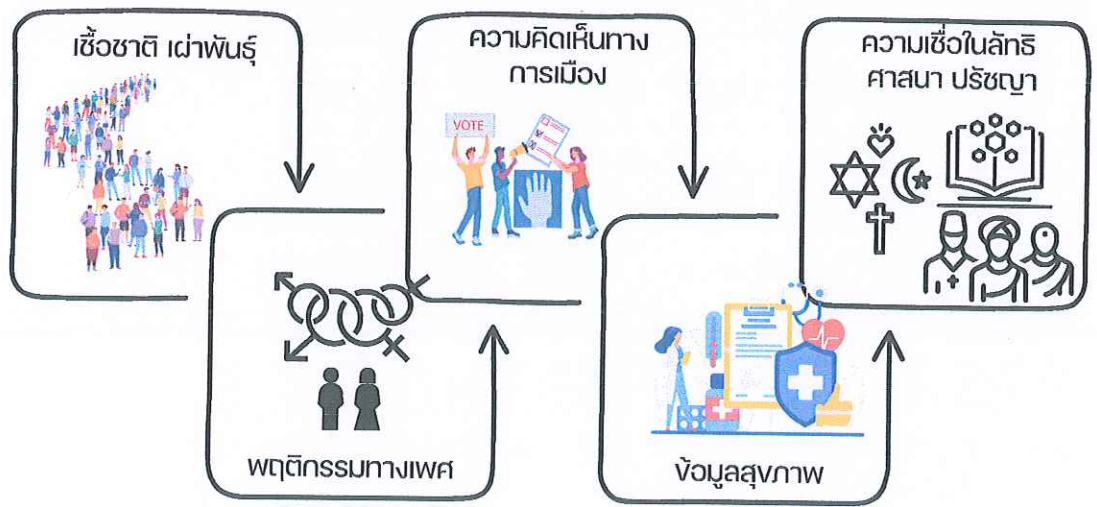 เชื้อชาติ เผ่าพันธุ์
พฤติกรรมทางเพศ
ความคิดเห็นทาง
การเมือง
VOTE
ข้อมูลสุขภาพ
ความเชื่อในลัทธิ
ศาสนา ปรัชญา